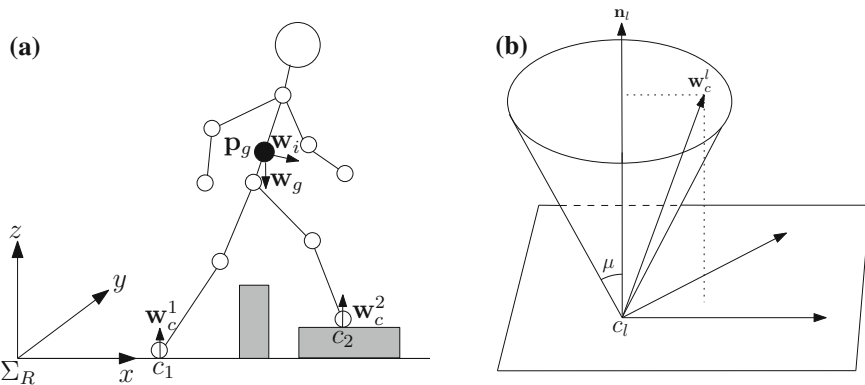 (a)
p_g
w_i
w_g
z
y
w_c^1
w_c^2
c_1
c_2
Σ_R
x
(b)
n_l
w_c^l
μ
c_l